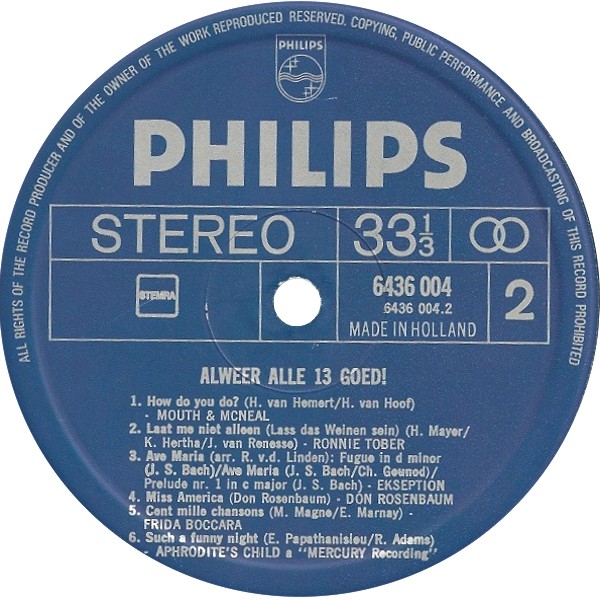 ALL RIGHTS OF THE RECORD PRODUCER AND OF THE OWNER OF THE WORK REPRODUCED RESERVED. COPYING, PUBLIC PERFORMANCE AND BROADCASTING OF THIS RECORD PROHIBITED
PHILIPS
PHILIPS
STEREO 33 1/3
STEMRA 6436 004 2
6436 004.2
MADE IN HOLLAND
ALWEER ALLE 13 GOED!
1. How do you do? (H. van Hemert/H. van Hoof)
- MOUTH & MCNEAL
2. Laat me niet alleen (Lass das Weinen sein) (H. Mayer/
K. Hertha/J. van Renesse) - RONNIE TOBER
3. Ave Maria (arr. R. v.d. Linden): Fugue in d minor
(J. S. Bach)/Ave Maria (J. S. Bach/Ch. Gounod)/
Prelude nr. 1 in c major (J. S. Bach) - EKSEPTION
4. Miss America (Don Rosenbaum) - DON ROSENBAUM
5. Cent mille chansons (M. Magne/E. Marnay) -
FRIDA BOCCARA
6. Such a funny night (E. Papathanisiou/R. Adams)
- APHRODITE'S CHILD a "MERCURY Recording"